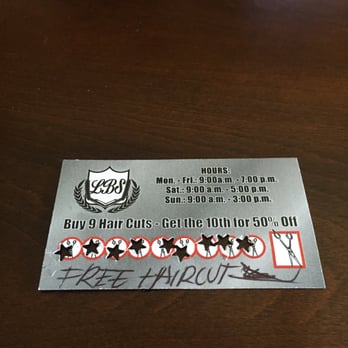 LBS
HOURS:
Mon. - Fri.: 9:00a.m. - 7:00 p.m.
Sat.: 9:00a.m. - 5:00 p.m.
Sun.: 9:00 a.m. - 3:00 p.m.
Buy 9 Hair Cuts - Get the 10th for 50% Off
FREE HAIRCUT